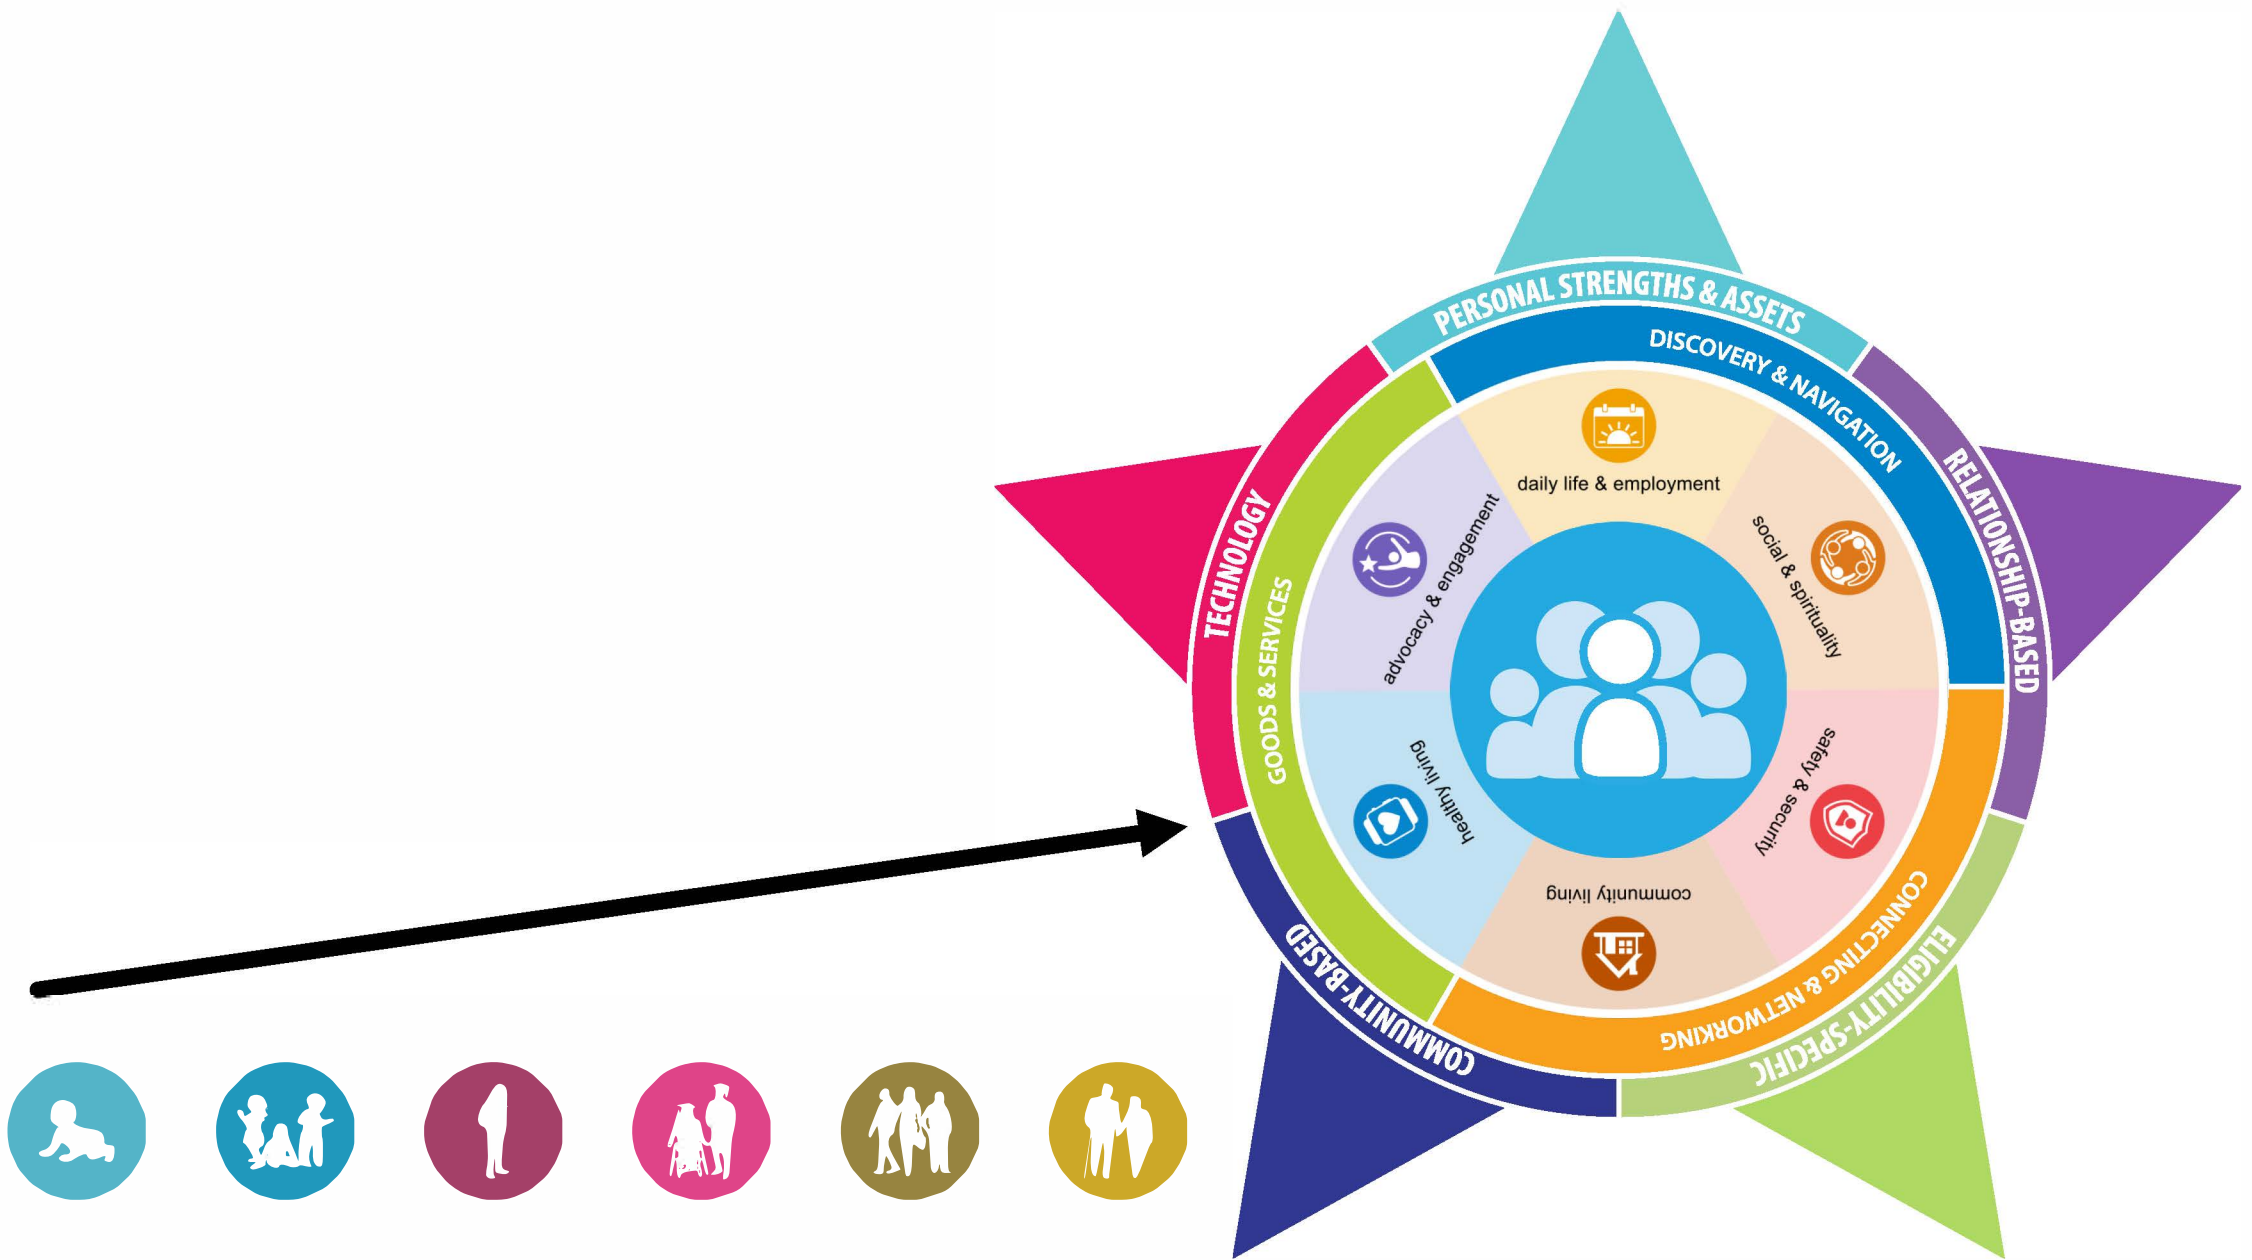 PERSONAL STRENGTHS & ASSETS
RELATIONSHIP-BASED
ELIGIBILITY-SPECIFIC
COMMUNITY-BASED
TECHNOLOGY
DISCOVERY & NAVIGATION
CONNECTING & NETWORKING
GOODS & SERVICES
daily life & employment
social & spirituality
safety & security
community living
healthy living
advocacy & engagement